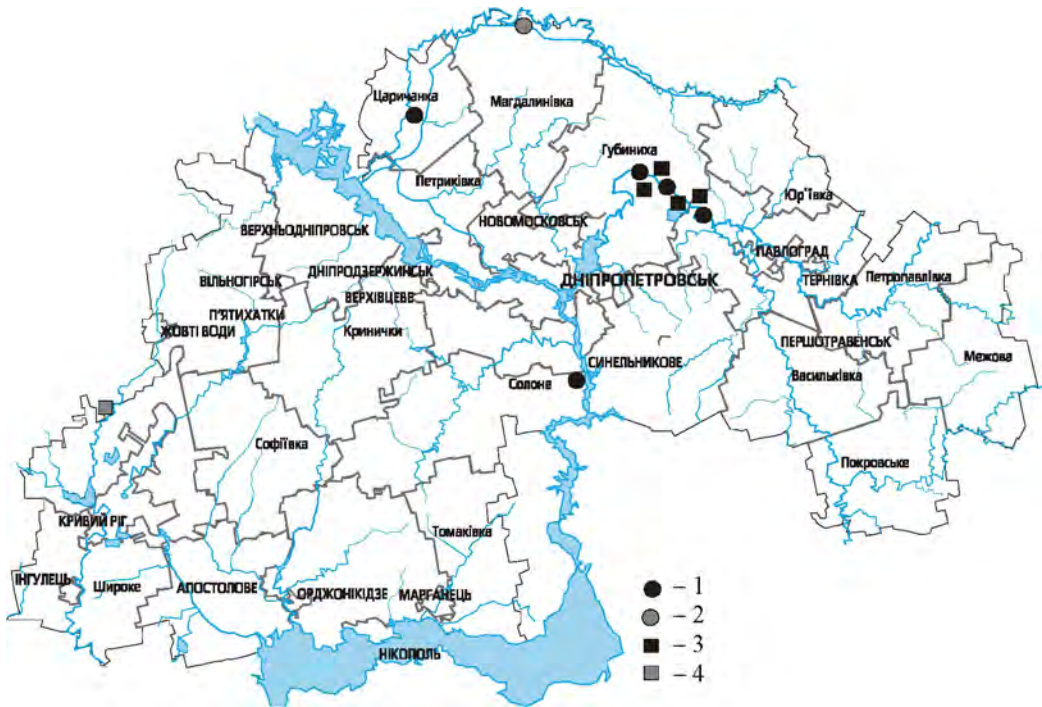 Царичанка
Магдалинівка
Губиниха
Петриківка
Юр'ївка
НОВОМОСКОВСЬК
ВЕРХНЬОДНІПРОВСЬК
ПАВЛОГРАД
ДНІПРОДЗЕРЖИНСЬК
ДНІПРОПЕТРОВСЬК
ТЕРНІВКА
Петропавлівка
ВІЛЬНОГІРСЬК
ВЕРХІВЦЕВЕ
П'ЯТИХАТКИ
ЖОВТІ ВОДИ
Кринички
ПЕРШОТРАВЕНСЬК
СИНЕЛЬНИКОВЕ
Межова
Васильківка
Солоне
Софіївка
Покровське
КРИВИЙ РІГ
Томаківка
ІНГУЛЕЦЬ
Широке
АПОСТОЛОВЕ
ОРДЖОНІКІДЗЕ
МАРГАНЕЦЬ
НІКОПОЛЬ
– 1
– 2
– 3
– 4